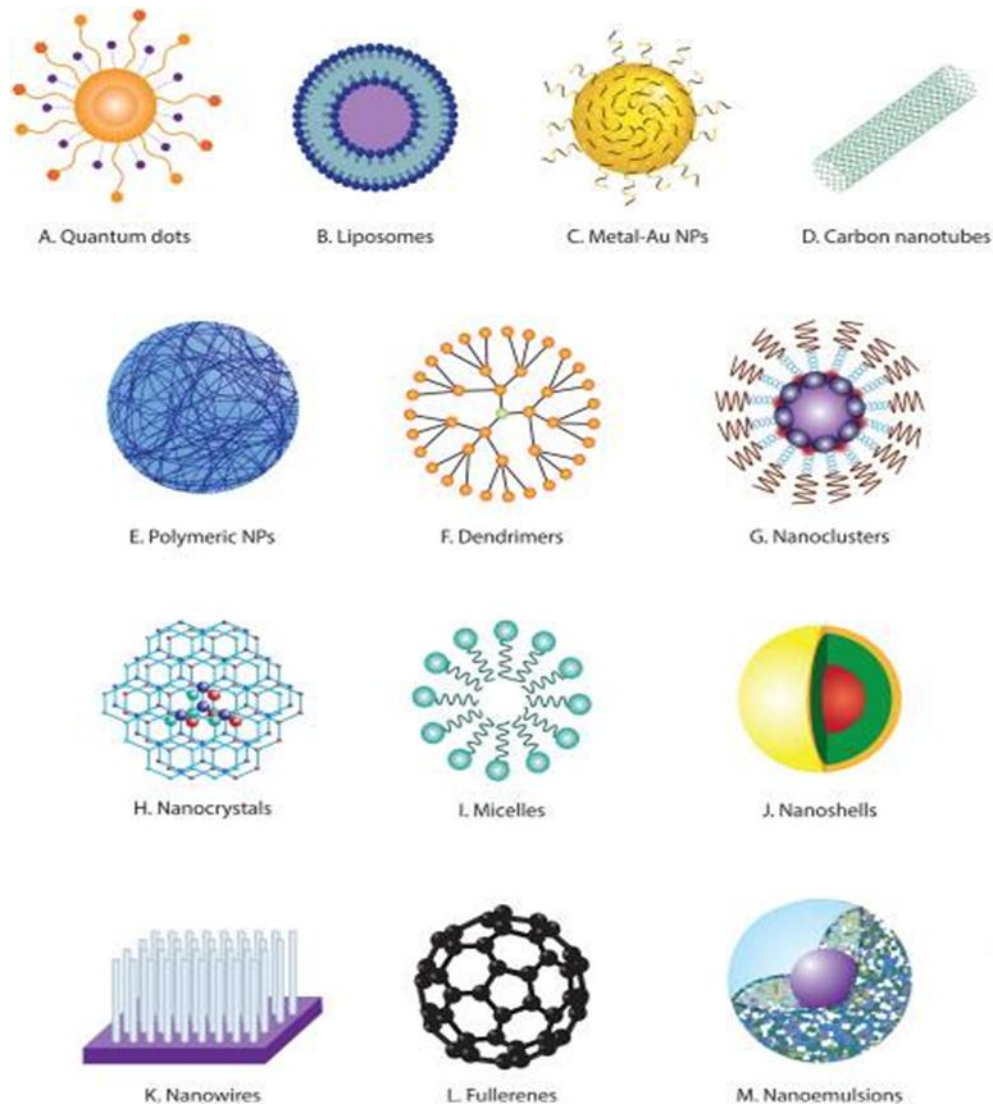 A. Quantum dots
B. Liposomes
C. Metal-Au NPs
D. Carbon nanotubes
E. Polymeric NPs
F. Dendrimers
G. Nanoclusters
H. Nanocrystals
I. Micelles
J. Nanoshells
K. Nanowires
L. Fullerenes
M. Nanoemulsions